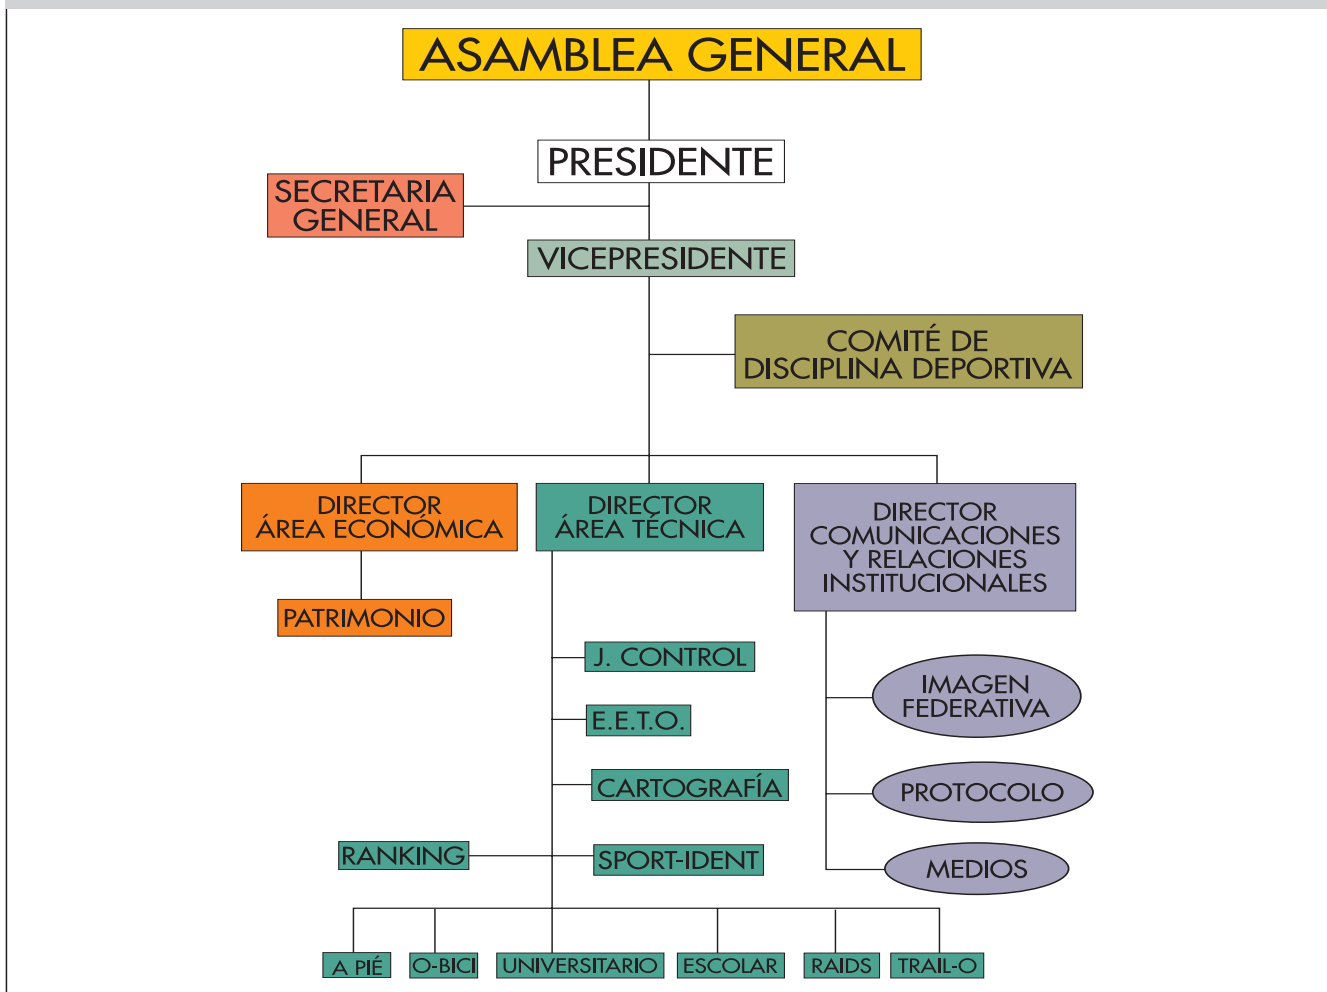 ASAMBLEA GENERAL
PRESIDENTE
SECRETARIA
GENERAL
VICEPRESIDENTE
COMITÉ DE
DISCIPLINA DEPORTIVA
DIRECTOR
ÁREA ECONÓMICA
DIRECTOR
ÁREA TÉCNICA
DIRECTOR
COMUNICACIONES
Y RELACIONES
INSTITUCIONALES
PATRIMONIO
J. CONTROL
E.E.T.O.
CARTOGRAFÍA
RANKING
SPORT-IDENT
IMAGEN
FEDERATIVA
PROTOCOLO
MEDIOS
A PIÉ
O-BICI
UNIVERSITARIO
ESCOLAR
RAIDS
TRAIL-O